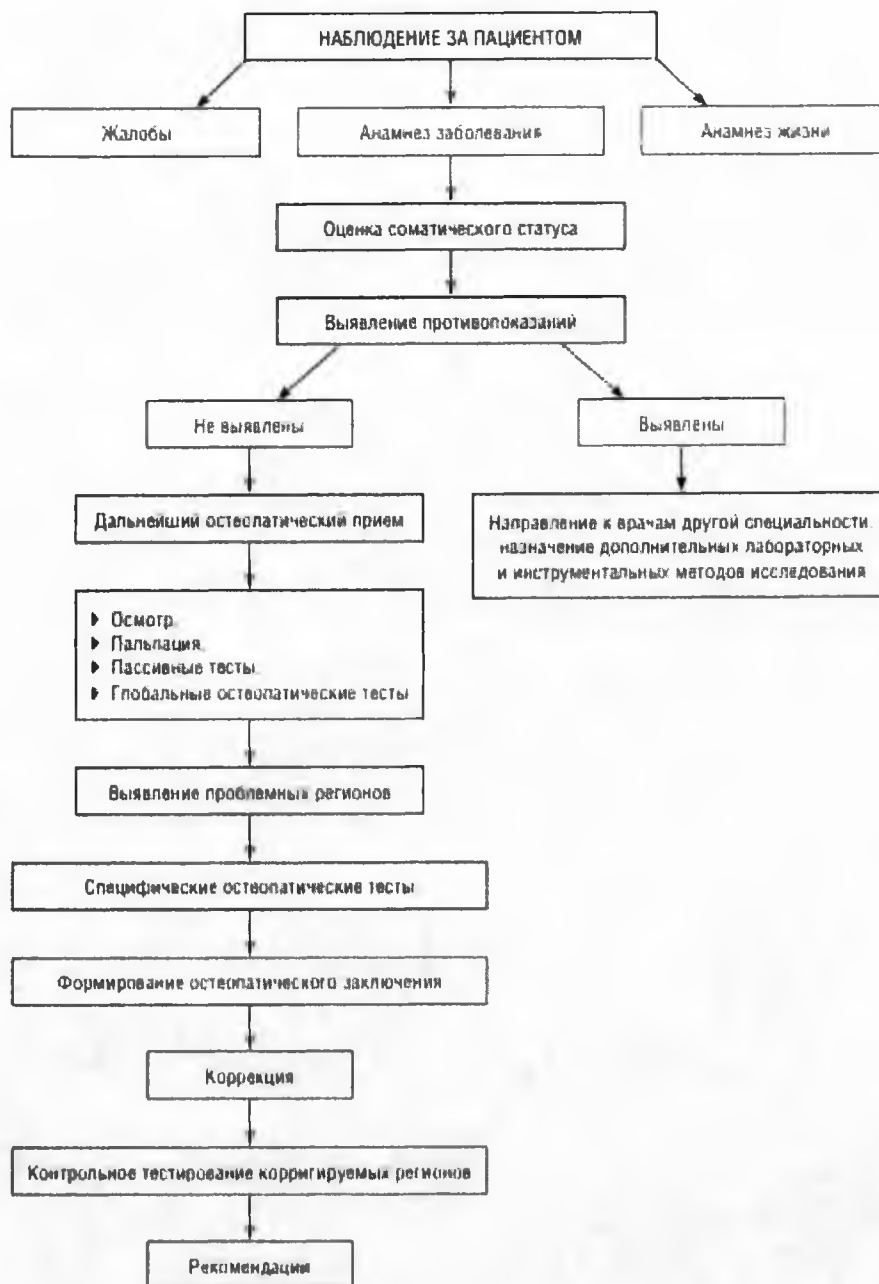 НАБЛЮДЕНИЕ ЗА ПАЦИЕНТОМ
Жалобы
Анамнез заболевания
Анамнез жизни
Оценка соматического статуса
Выявление противопоказаний
Не выявлены
Выявлены
Дальнейший остеопатический прием
Направление к врачам другой специальности.
назначение дополнительных лабораторных
и инструментальных методов исследования
Осмотр.
Пальпация.
Пассивные тесты.
Глобальные остеопатические тесты
Выявление проблемных регионов
Специфические остеопатические тесты
Формирование остеопатического заключения
Коррекция
Контрольное тестирование корригируемых регионов
Рекомендации